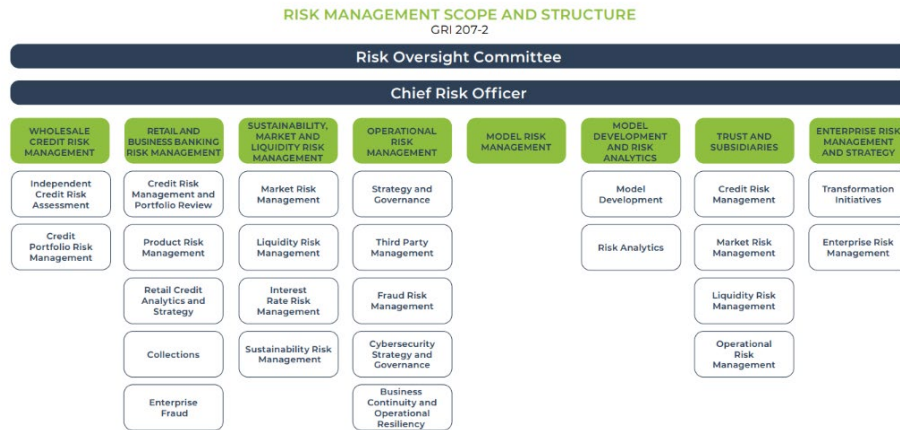 RISK MANAGEMENT SCOPE AND STRUCTURE
GRI 207-2
Risk Oversight Committee
Chief Risk Officer
WHOLESALE
CREDIT RISK
MANAGEMENT
Independent
Credit Risk
Assessment
Credit
Portfolio Risk
Management
RETAIL AND
BUSINESS BANKING
RISK MANAGEMENT
Credit Risk
Management and
Portfolio Review
Product Risk
Management
Retail Credit
Analytics and
Strategy
Collections
Enterprise
Fraud
SUSTAINABILITY,
MARKET AND
LIQUIDITY RISK
MANAGEMENT
Market Risk
Management
Liquidity Risk
Management
Interest
Rate Risk
Management
Sustainability Risk
Management
OPERATIONAL
RISK
MANAGEMENT
Strategy and
Governance
Third Party
Management
Fraud Risk
Management
Cybersecurity
Strategy and
Governance
Business
Continuity and
Operational
Resiliency
MODEL RISK
MANAGEMENT
MODEL
DEVELOPMENT
AND RISK
ANALYTICS
Model
Development
Risk Analytics
TRUST AND
SUBSIDIARIES
Credit Risk
Management
Market Risk
Management
Liquidity Risk
Management
Operational
Risk
Management
ENTERPRISE RISK
MANAGEMENT
AND STRATEGY
Transformation
Initiatives
Enterprise Risk
Management